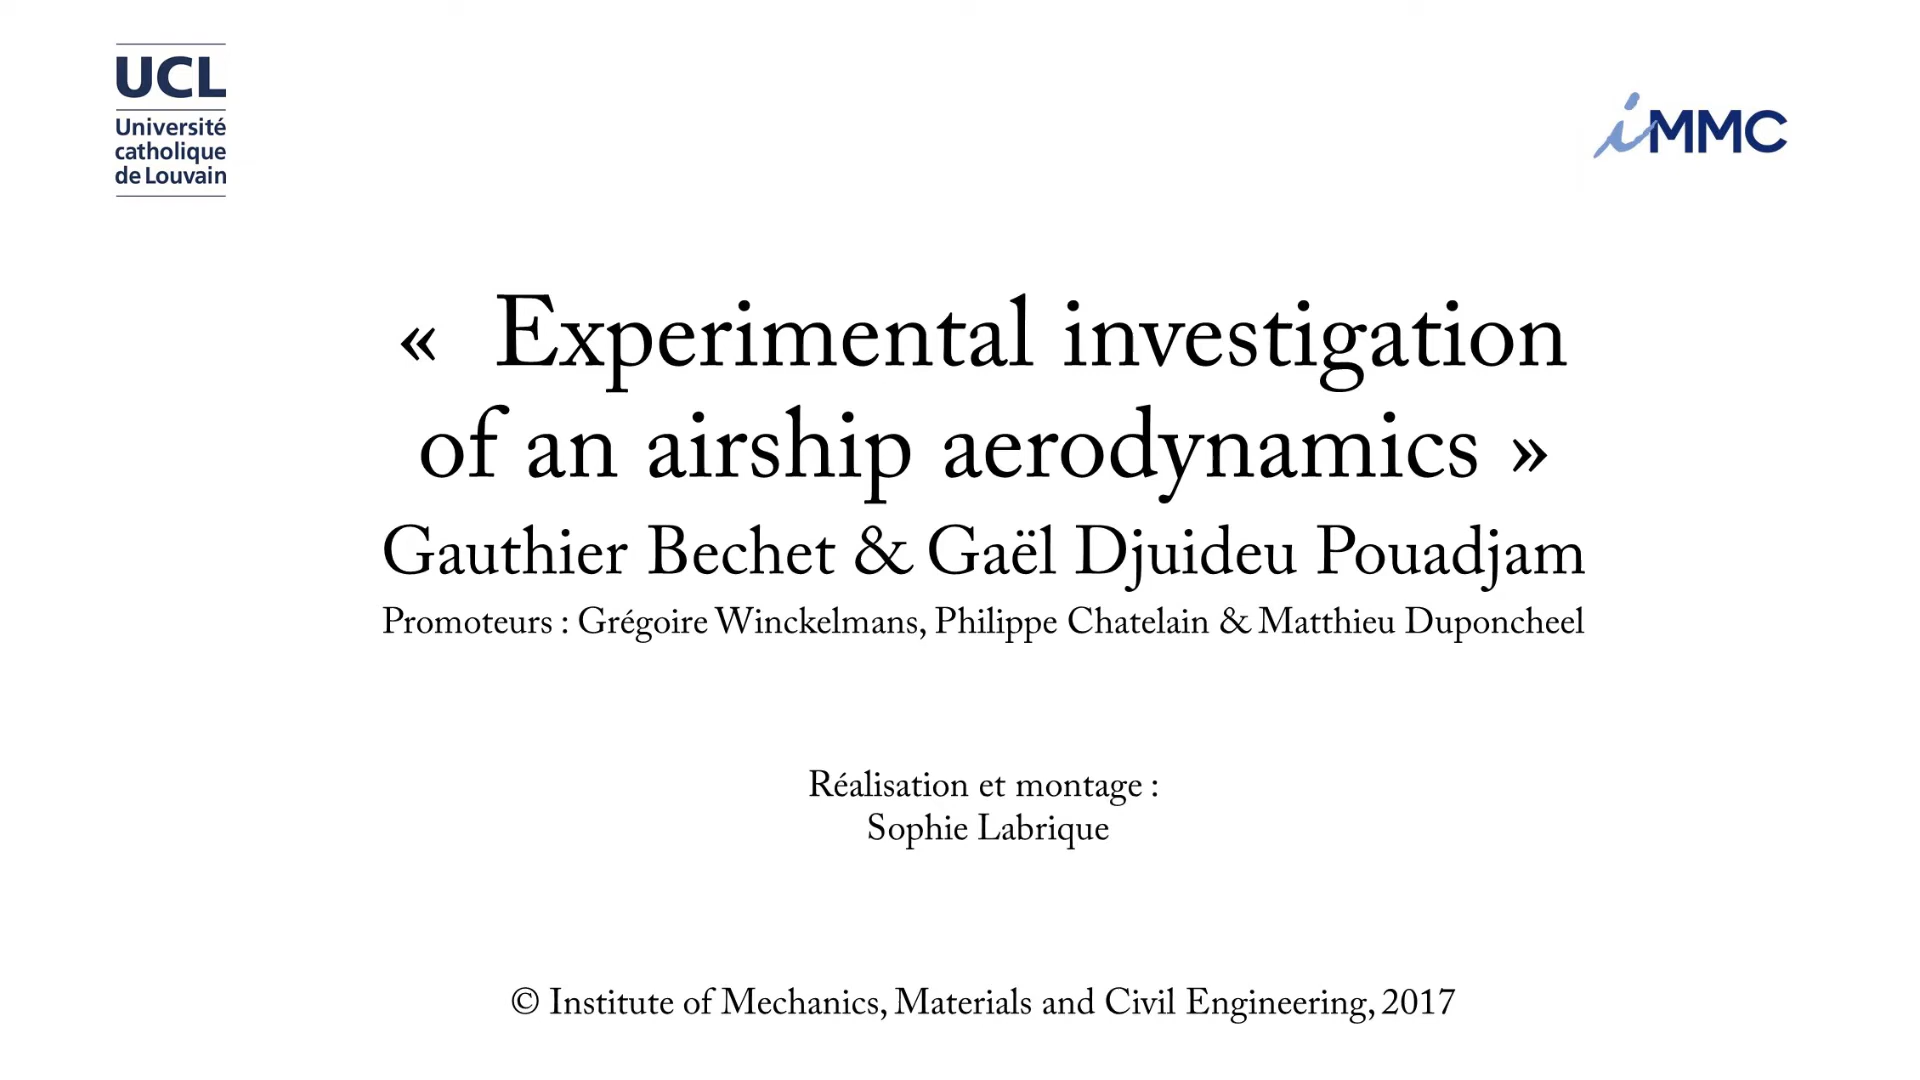 UCL
Université
catholique
de Louvain
iMMC
« Experimental investigation
of an airship aerodynamics »
Gauthier Bechet & Gaël Djuideu Pouadjam
Promoteurs : Grégoire Winckelmans, Philippe Chatelain & Matthieu Duponcheel
Réalisation et montage :
Sophie Labrique
© Institute of Mechanics, Materials and Civil Engineering, 2017